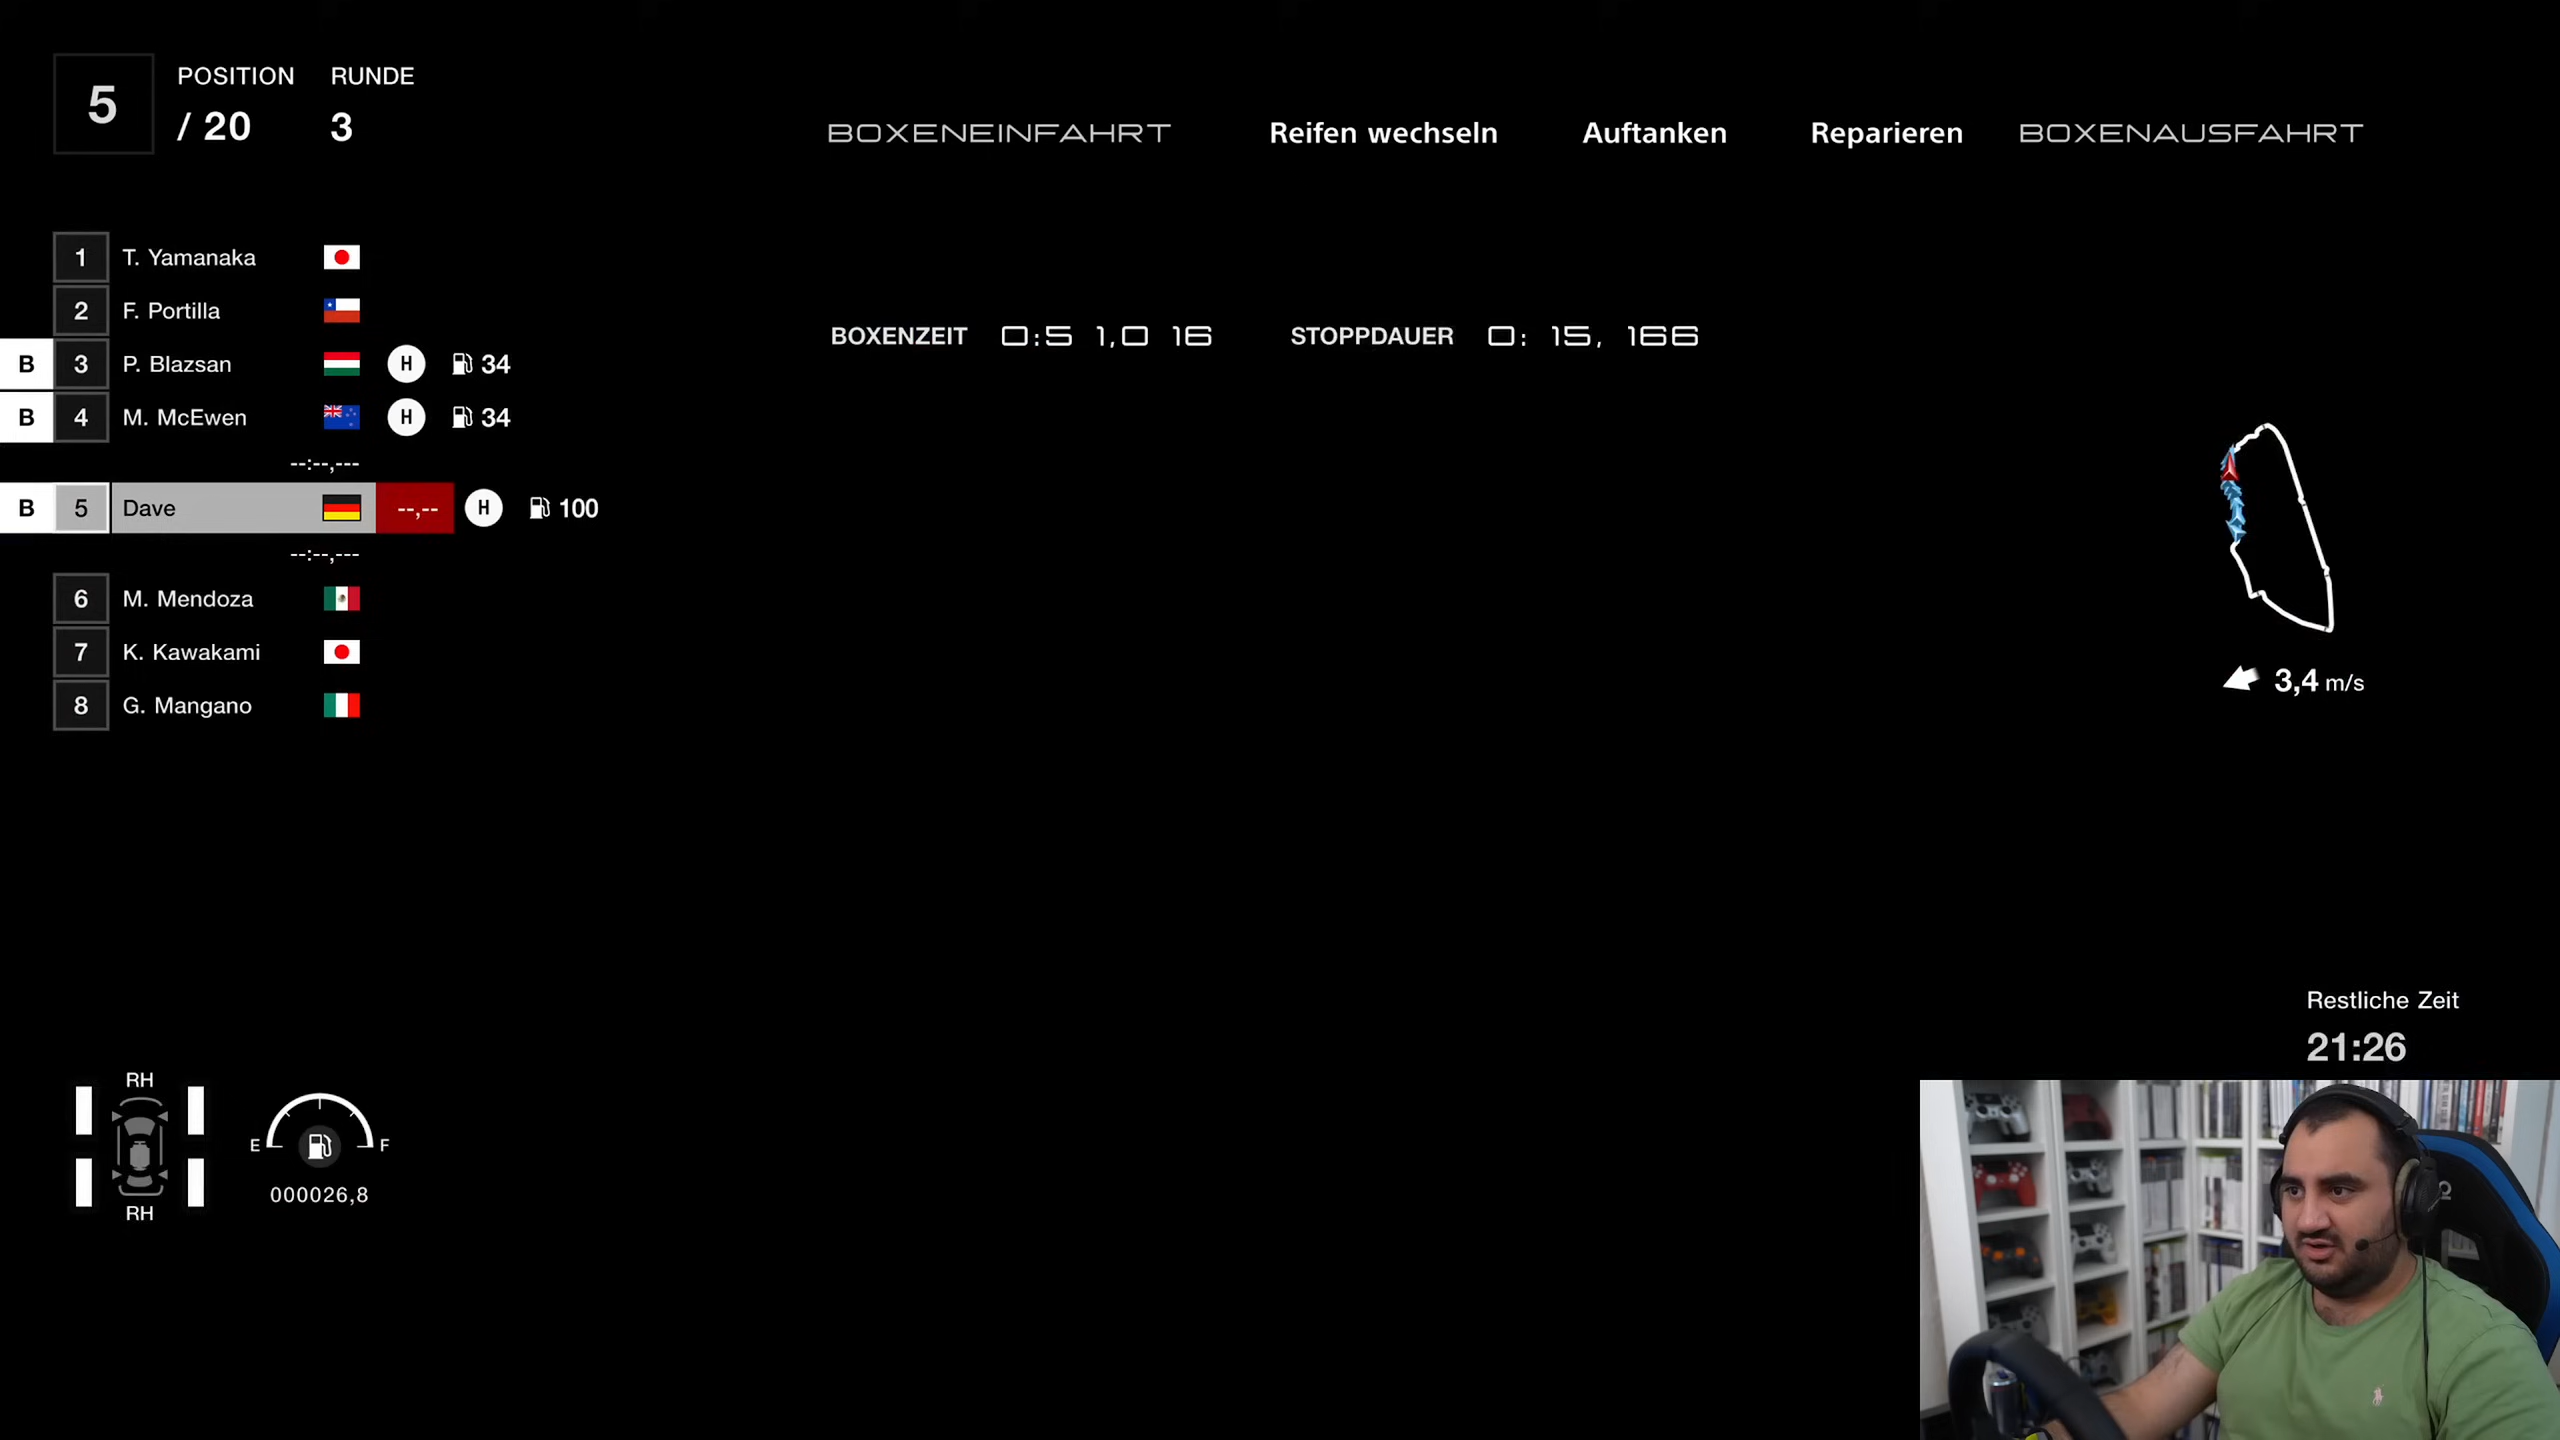 5
POSITION
/ 20
RUNDE
3
BOXENEINFAHRT Reifen wechseln Auftanken Reparieren BOXENAUSFAHRT
BOXENZEIT 0:51,016 STOPPDAUER 0:15,166
1 T. Yamanaka
2 F. Portilla
B 3 P. Blazsan H 34
B 4 M. McEwen H 34
--:--,---
B 5 Dave --,-- H 100
--:--,---
6 M. Mendoza
7 K. Kawakami
8 G. Mangano
3,4 m/s
Restliche Zeit
21:26
RH
RH
E F
000026,8